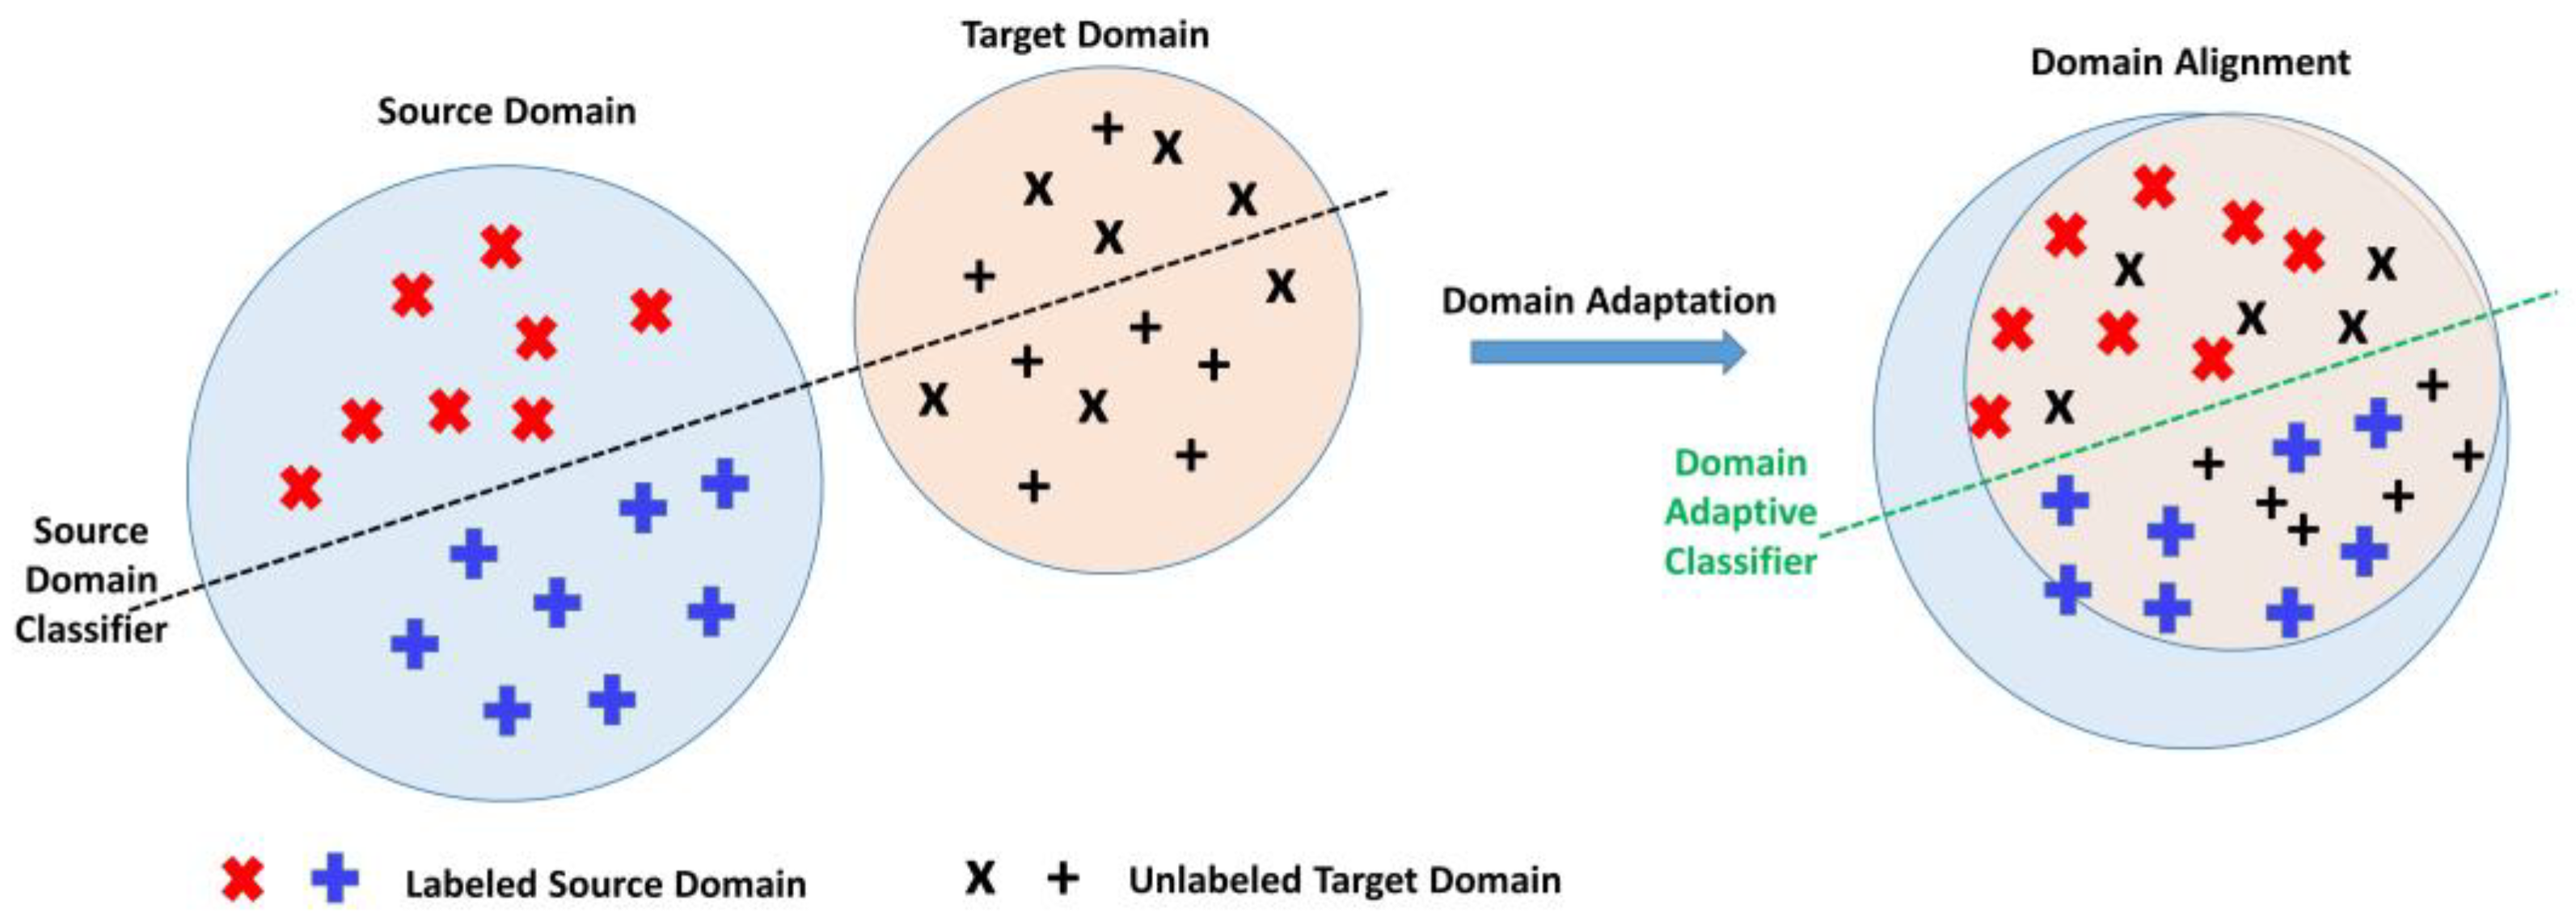 Target Domain
Domain Alignment
Source Domain
Domain Adaptation
Source
Domain
Classifier
Domain
Adaptive
Classifier
Labeled Source Domain
Unlabeled Target Domain